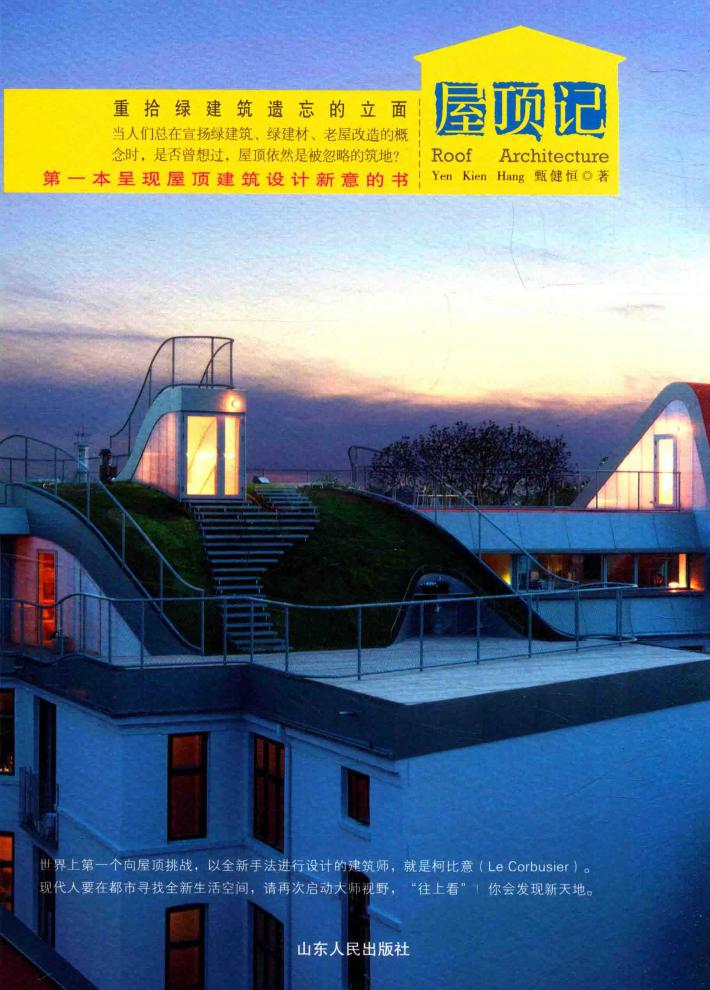 重拾绿建筑遗忘的立面
当人们总在宣扬绿建筑、绿建材、老屋改造的概
念时，是否曾想过，屋顶依然是被忽略的筑地？
第一本呈现屋顶建筑设计新意的书
屋顶记
Roof Architecture
Yen Kien Hang 甄健恒◎著
世界上第一个向屋顶挑战，以全新手法进行设计的建筑师，就是柯比意（Le Corbusier）。
现代人要在都市寻找全新生活空间，请再次启动大师视野，“往上看”！你会发现新天地。
山东人民出版社